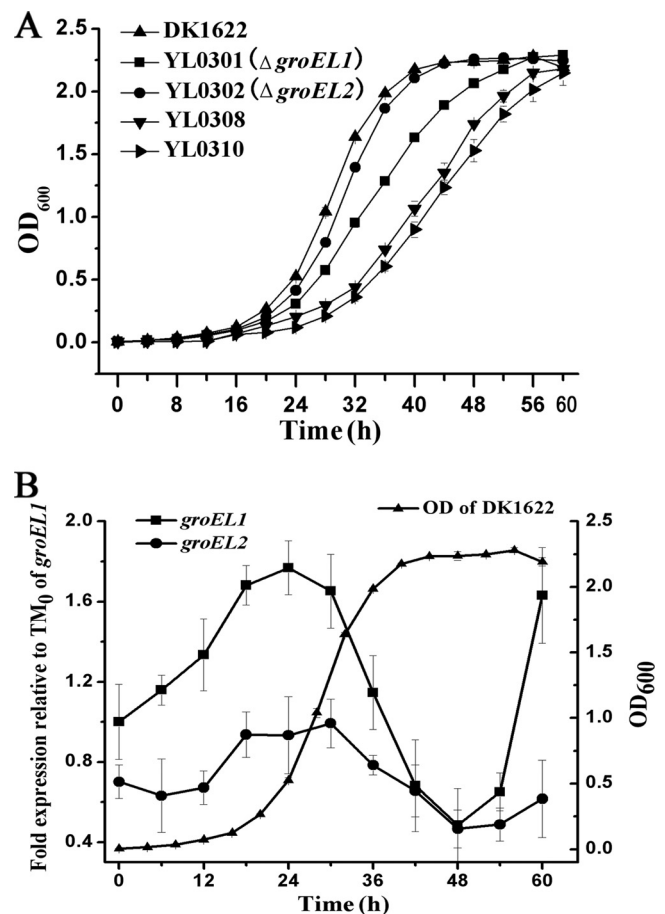 A
DK1622
YL0301 (Δ groEL1)
YL0302 (Δ groEL2)
YL0308
YL0310
2.5
2.0
1.5
1.0
0.5
0.0
OD600
0 8 16 24 32 40 48 56 60
Time (h)
B
groEL1
groEL2
OD of DK1622
2.0
1.6
1.2
0.8
0.4
Fold expression relative to TM0 of groEL1
2.5
2.0
1.5
1.0
0.5
0.0
OD600
0 12 24 36 48 60
Time (h)